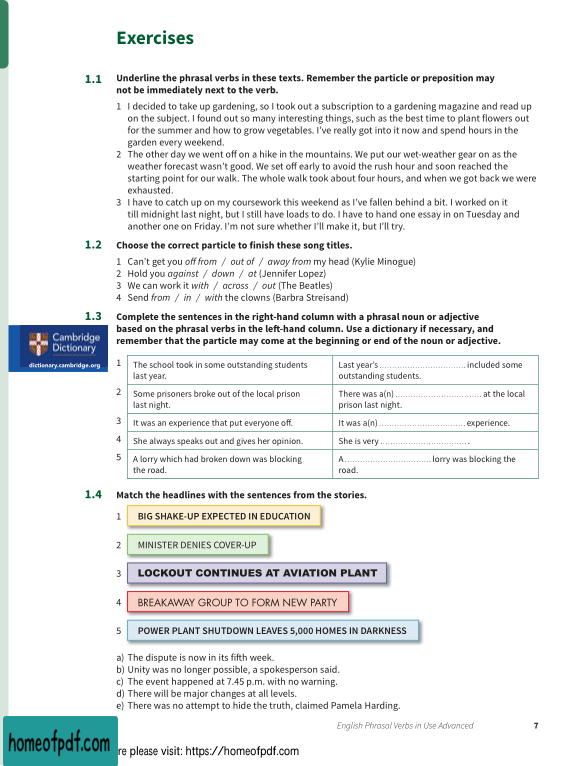 Exercises
1.1 Underline the phrasal verbs in these texts. Remember the particle or preposition may
not be immediately next to the verb.
1 I decided to take up gardening, so I took out a subscription to a gardening magazine and read up
on the subject. I found out so many interesting things, such as the best time to plant flowers out
for the summer and how to grow vegetables. I've really got into it now and spend hours in the
garden every weekend.
2 The other day we went off on a hike in the mountains. We put our wet-weather gear on as the
weather forecast wasn't good. We set off early to avoid the rush hour and soon reached the
starting point for our walk. The whole walk took about four hours, and when we got back we were
exhausted.
3 I have to catch up on my coursework this weekend as I've fallen behind a bit. I worked on it
till midnight last night, but I still have loads to do. I have to hand one essay in on Tuesday and
another one on Friday. I'm not sure whether I'll make it, but I'll try.
1.2 Choose the correct particle to finish these song titles.
1 Can't get you off from / out of / away from my head (Kylie Minogue)
2 Hold you against / down / at (Jennifer Lopez)
3 We can work it with / across / out (The Beatles)
4 Send from / in / with the clowns (Barbra Streisand)
1.3 Complete the sentences in the right-hand column with a phrasal noun or adjective
based on the phrasal verbs in the left-hand column. Use a dictionary if necessary, and
remember that the particle may come at the beginning or end of the noun or adjective.
Cambridge
Dictionary
dictionary.cambridge.org
1 The school took in some outstanding students
last year.
Last year's .............................. included some
outstanding students.
2 Some prisoners broke out of the local prison
last night.
There was a(n) .............................. at the local
prison last night.
3 It was an experience that put everyone off.
It was a(n) .............................. experience.
4 She always speaks out and gives her opinion.
She is very .............................. .
5 A lorry which had broken down was blocking
the road.
A .............................. lorry was blocking the
road.
1.4 Match the headlines with the sentences from the stories.
1 BIG SHAKE-UP EXPECTED IN EDUCATION
2 MINISTER DENIES COVER-UP
3 LOCKOUT CONTINUES AT AVIATION PLANT
4 BREAKAWAY GROUP TO FORM NEW PARTY
5 POWER PLANT SHUTDOWN LEAVES 5,000 HOMES IN DARKNESS
a) The dispute is now in its fifth week.
b) Unity was no longer possible, a spokesperson said.
c) The event happened at 7.45 p.m. with no warning.
d) There will be major changes at all levels.
e) There was no attempt to hide the truth, claimed Pamela Harding.
English Phrasal Verbs in Use Advanced 7
homeofpdf.com
re please visit: https://homeofpdf.com